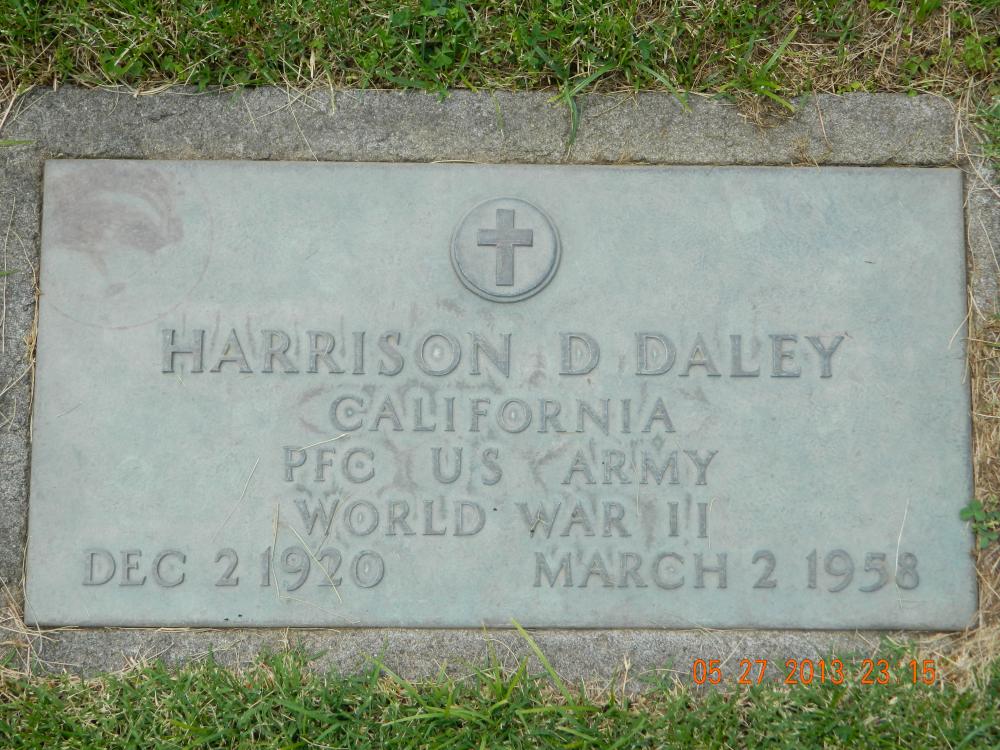 HARRISON D DALEY
CALIFORNIA
PFC US ARMY
WORLD WAR II
DEC 2 1920 MARCH 2 1958
05 27 2013 23:15